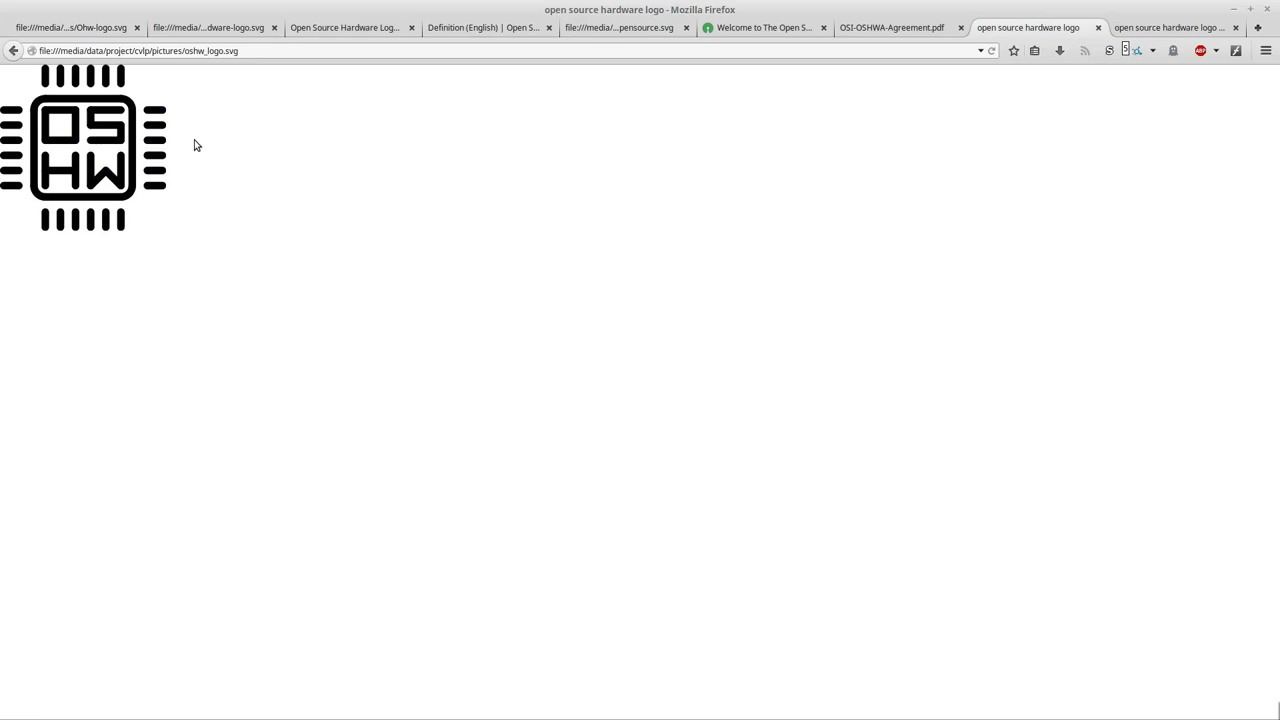 open source hardware logo - Mozilla Firefox
file:///media/...s/Ohw-logo.svg
file:///media/...dware-logo.svg
Open Source Hardware Log...
Definition (English) | Open S...
file:///media/...pensource.svg
Welcome to The Open S...
OSI-OSHWA-Agreement.pdf
open source hardware logo
open source hardware logo ...
file:///media/data/project/cvlp/pictures/oshw_logo.svg
S
5
ABP
OS
HW